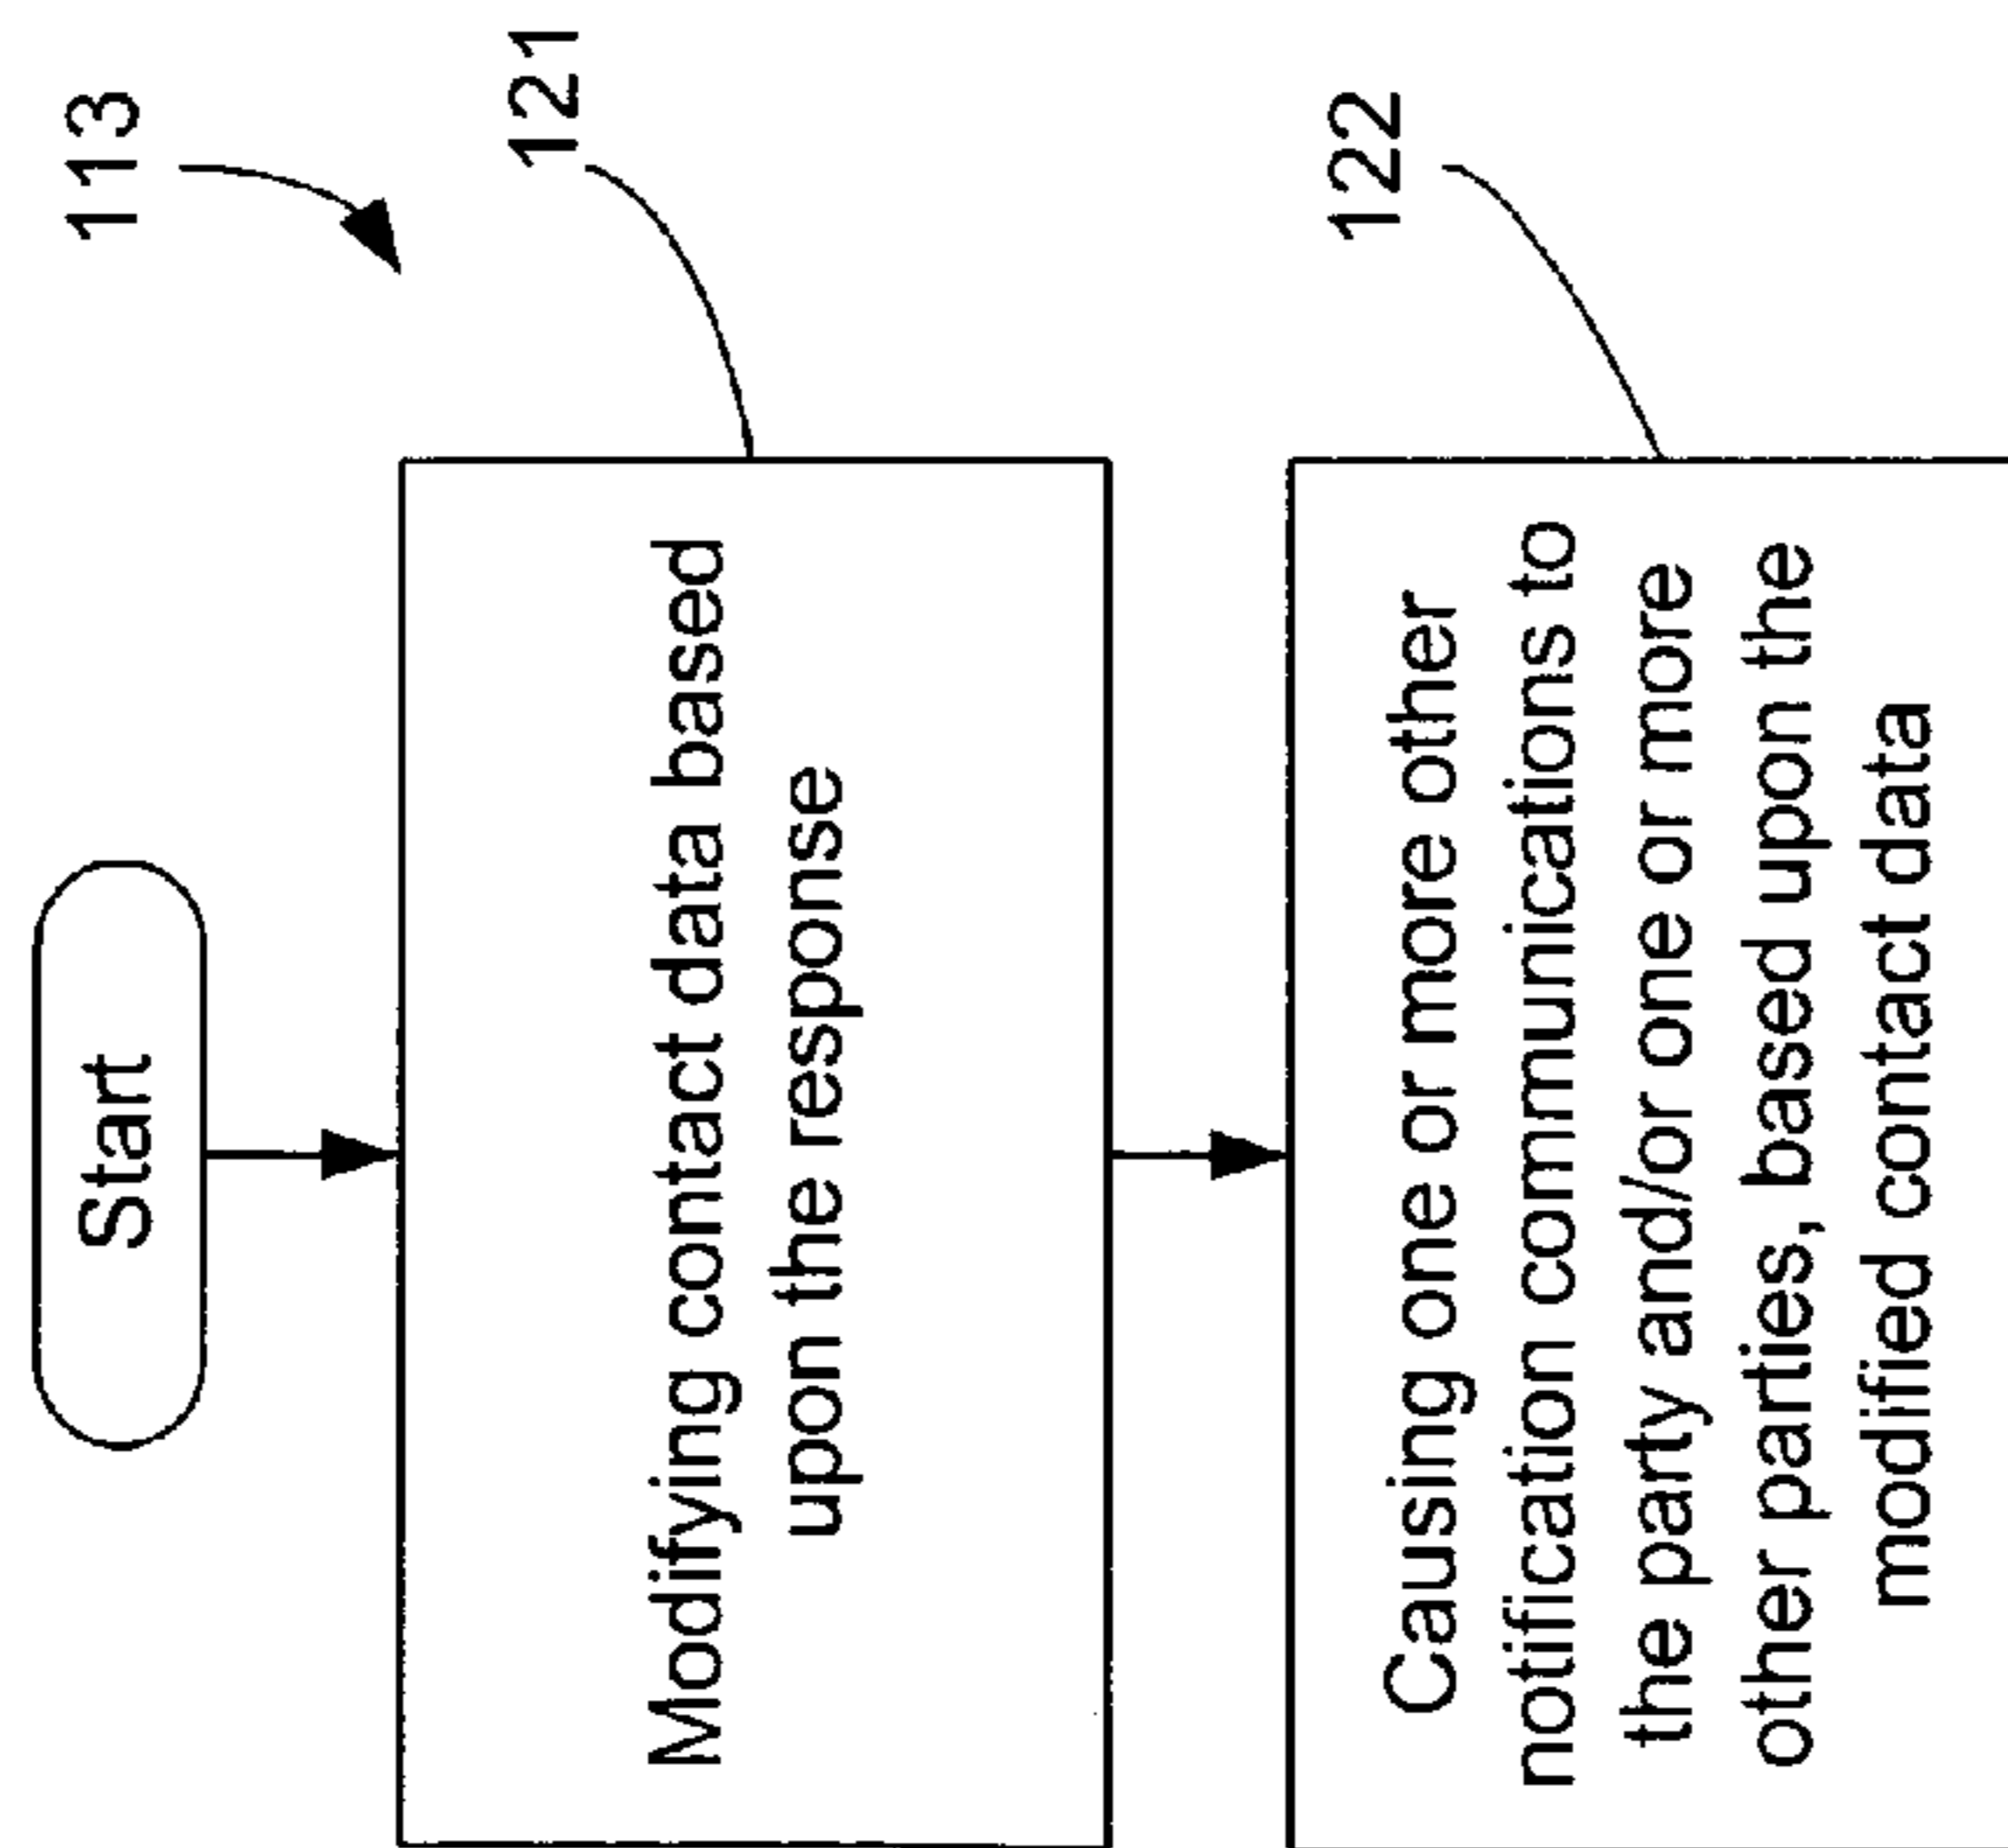 113
Start
121
Modifying contact data based
upon the response
122
Causing one or more other
notification communications to
the party and/or one or more
other parties, based upon the
modified contact data